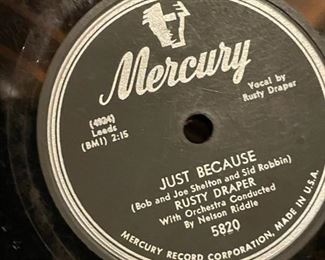 Mercury
Vocal by
Rusty Draper
(4924)
Leeds
(BMI) 2:15
JUST BECAUSE
(Bob and Joe Shelton and Sid Robbin)
RUSTY DRAPER
With Orchestra Conducted
By Nelson Riddle
5820
MERCURY RECORD CORPORATION, MADE IN U.S.A.